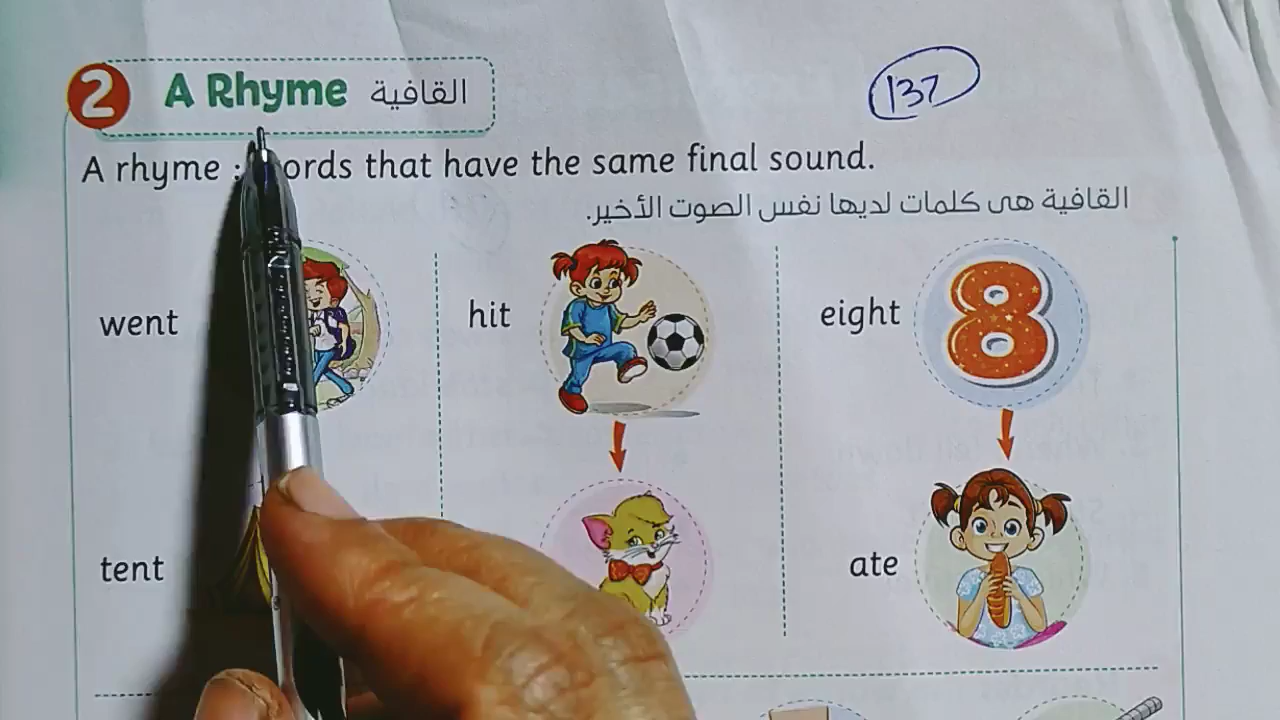 2 A Rhyme القافية
137
A rhyme : words that have the same final sound.
القافية هى كلمات لديها نفس الصوت الأخير.
went
hit
eight
8
tent
ate